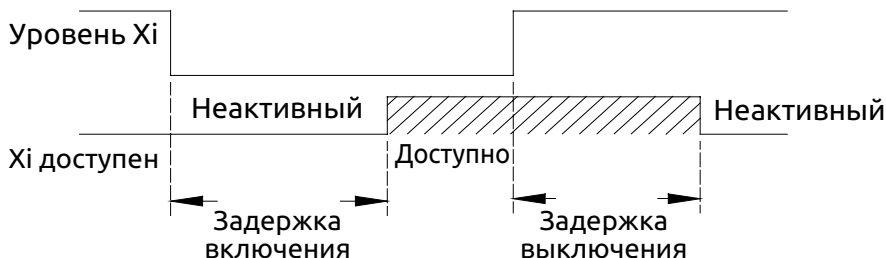 Уровень Xi
Неактивный
Неактивный
Xi доступен
Доступно
Задержка
включения
Задержка
выключения